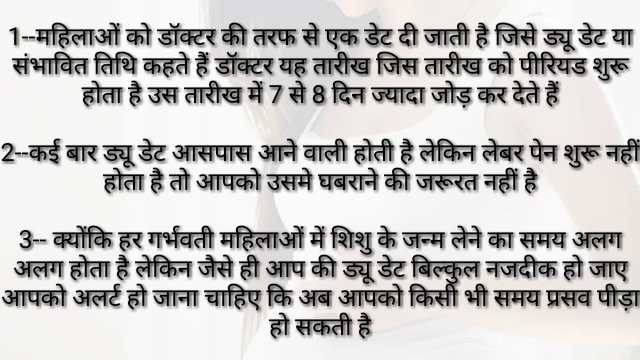 1--महिलाओं को डॉक्टर की तरफ से एक डेट दी जाती है जिसे ड्यू डेट या
संभावित तिथि कहते हैं डॉक्टर यह तारीख जिस तारीख को पीरियड शुरू
होता है उस तारीख में 7 से 8 दिन ज्यादा जोड़ कर देते हैं
2--कई बार ड्यू डेट आसपास आने वाली होती है लेकिन लेबर पेन शुरू नहीं
होता है तो आपको उसमे घबराने की जरूरत नहीं है
3-- क्योंकि हर गर्भवती महिलाओं में शिशु के जन्म लेने का समय अलग
अलग होता है लेकिन जैसे ही आप की ड्यू डेट बिल्कुल नजदीक हो जाए
आपको अलर्ट हो जाना चाहिए कि अब आपको किसी भी समय प्रसव पीड़ा
हो सकती है